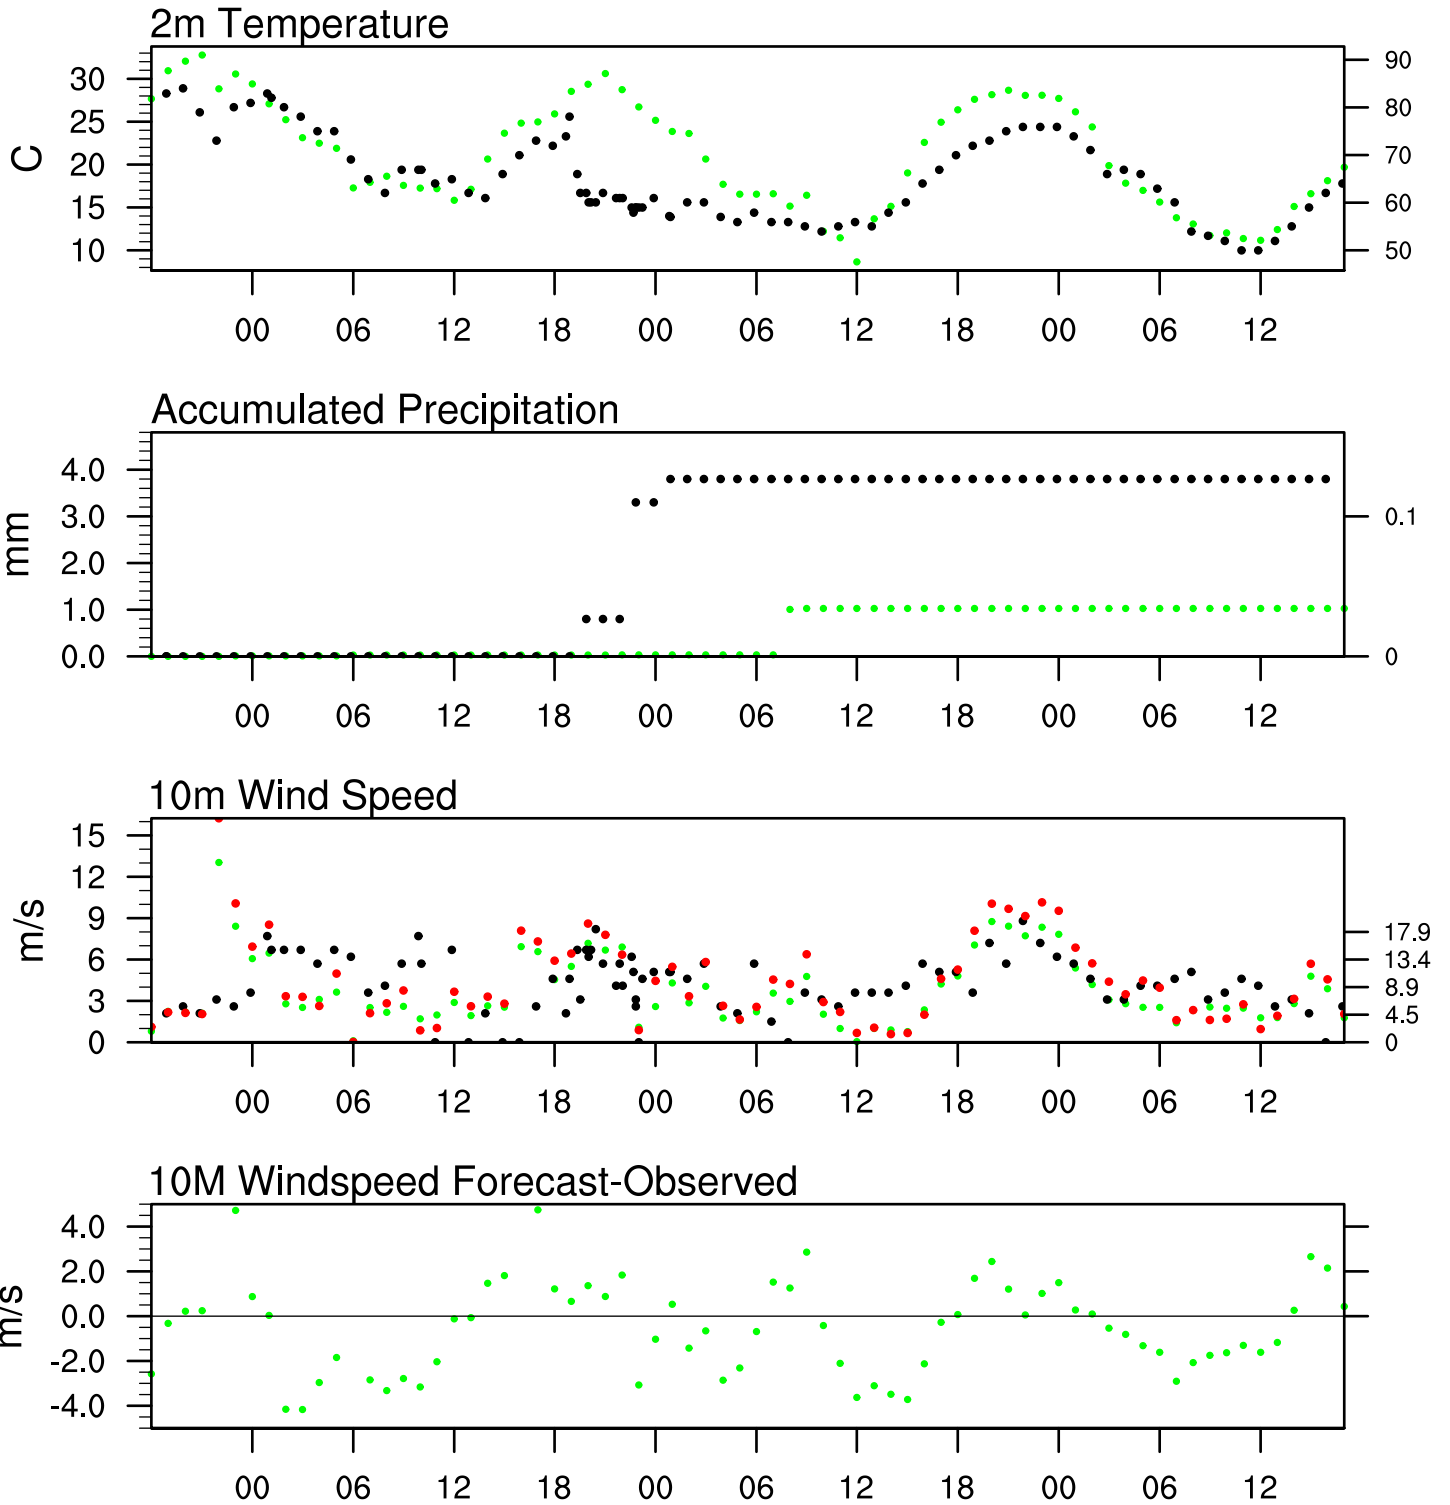 2m Temperature
C
30
25
20
15
10
90
80
70
60
50
00 06 12 18 00 06 12 18 00 06 12
Accumulated Precipitation
mm
4.0
3.0
2.0
1.0
0.0
0.1
0
00 06 12 18 00 06 12 18 00 06 12
10m Wind Speed
m/s
15
12
9
6
3
0
17.9
13.4
8.9
4.5
0
00 06 12 18 00 06 12 18 00 06 12
10M Windspeed Forecast-Observed
m/s
4.0
2.0
0.0
-2.0
-4.0
00 06 12 18 00 06 12 18 00 06 12